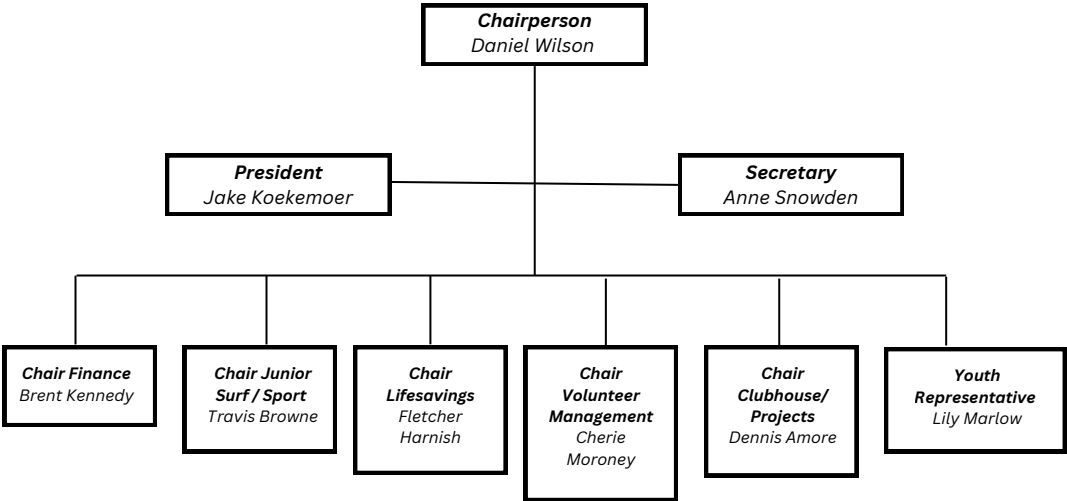 Chairperson
Daniel Wilson
President
Jake Koekemoer
Secretary
Anne Snowden
Chair Finance
Brent Kennedy
Chair Junior
Surf / Sport
Travis Browne
Chair
Lifesavings
Fletcher
Harnish
Chair
Volunteer
Management
Cherie
Moroney
Chair
Clubhouse/
Projects
Dennis Amore
Youth
Representative
Lily Marlow